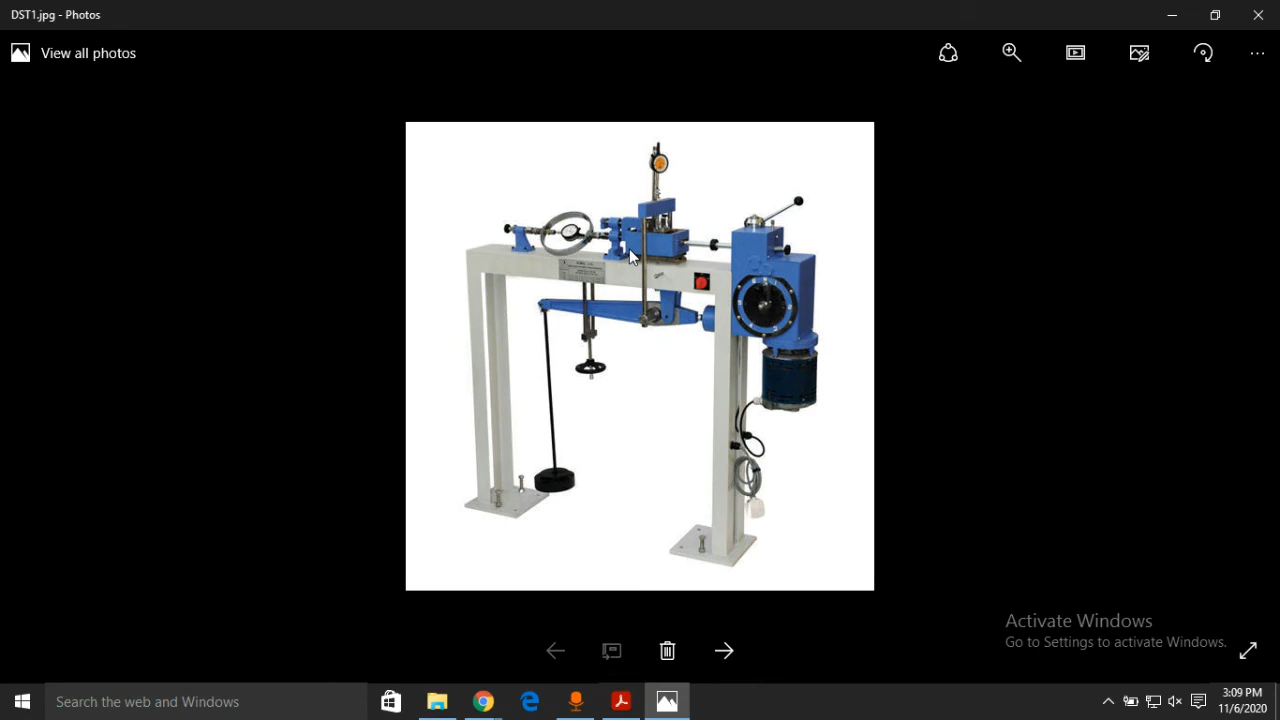 DST1.jpg - Photos
View all photos
Activate Windows
Go to Settings to activate Windows.
Search the web and Windows
3:09 PM
11/6/2020